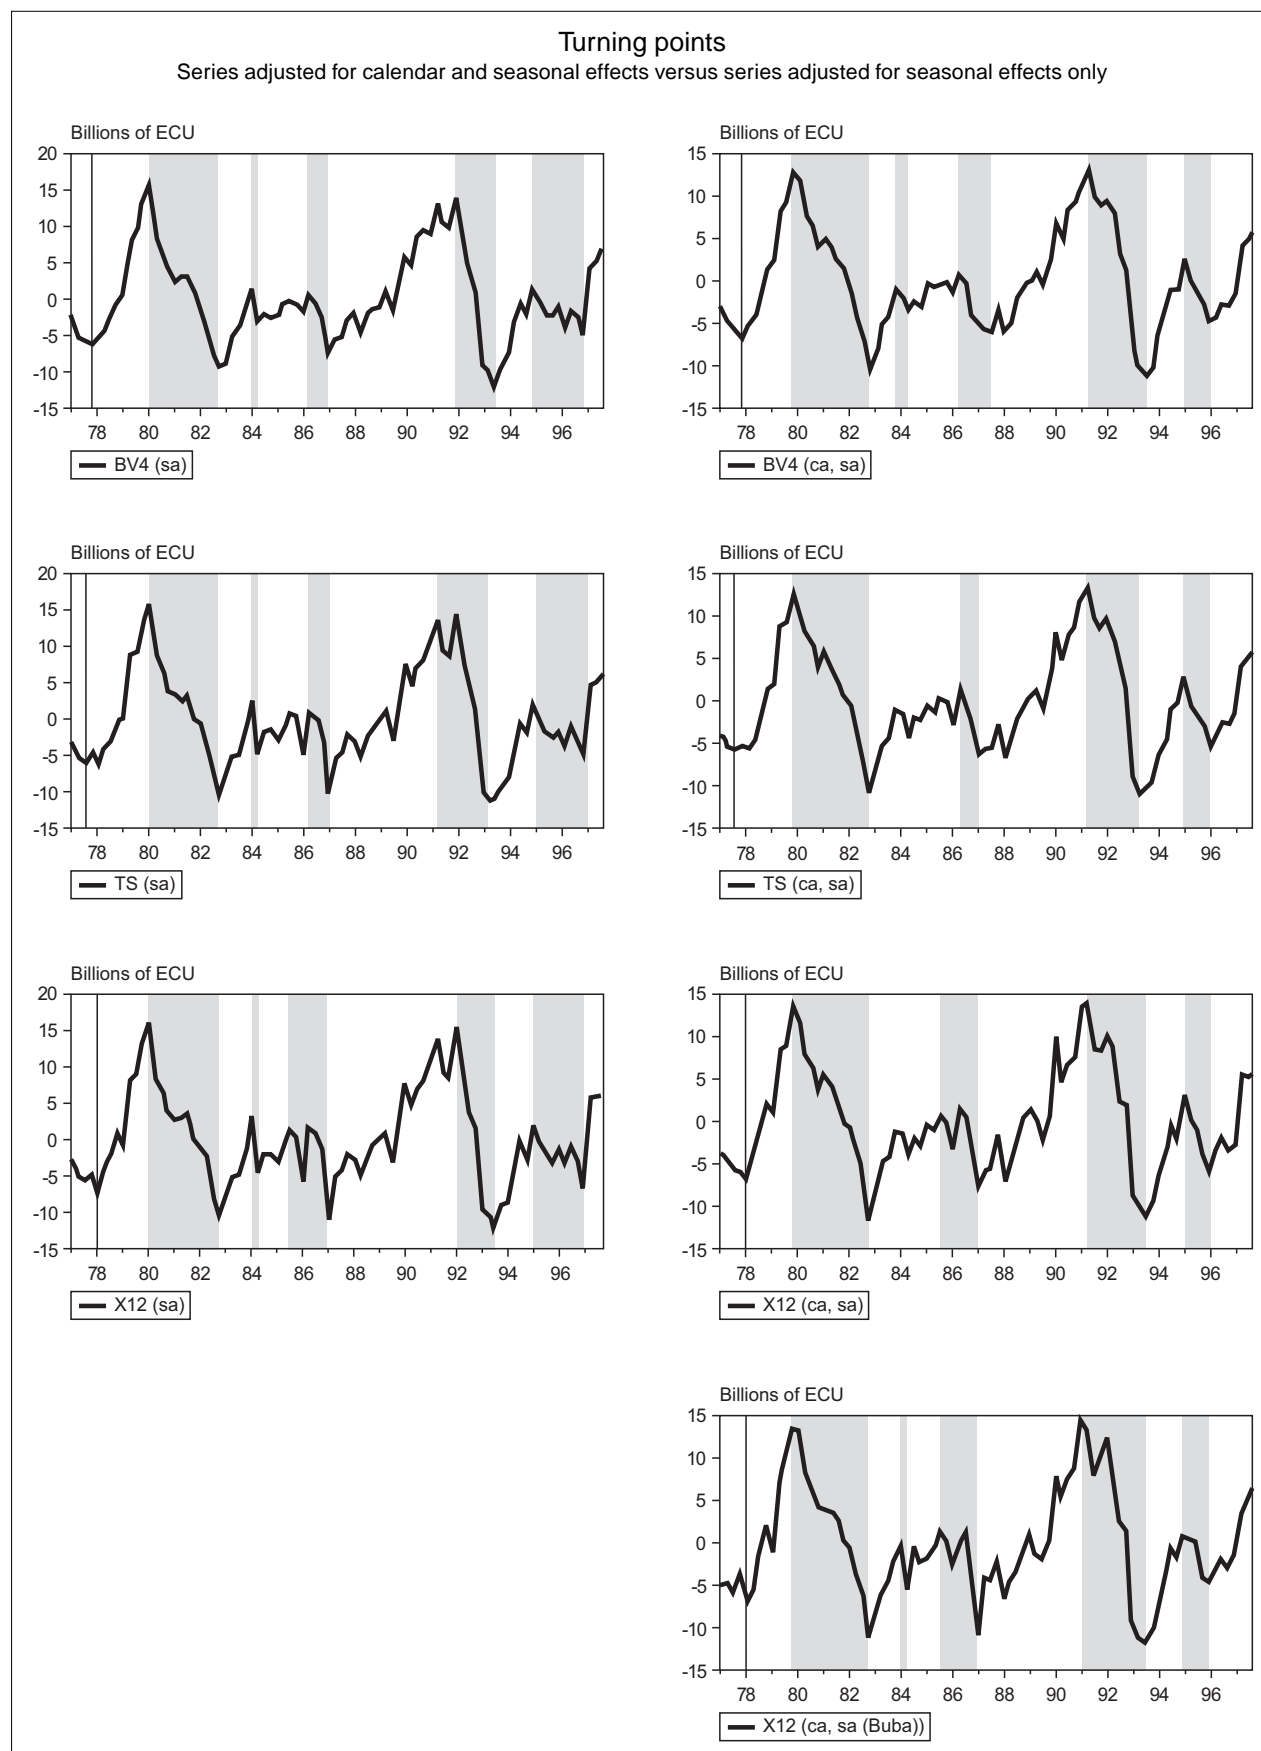 Turning points
Series adjusted for calendar and seasonal effects versus series adjusted for seasonal effects only
Billions of ECU
20
15
10
5
0
-5
-10
-15
78 80 82 84 86 88 90 92 94 96
BV4 (sa)
Billions of ECU
15
10
5
0
-5
-10
-15
78 80 82 84 86 88 90 92 94 96
BV4 (ca, sa)
Billions of ECU
20
15
10
5
0
-5
-10
-15
78 80 82 84 86 88 90 92 94 96
TS (sa)
Billions of ECU
15
10
5
0
-5
-10
-15
78 80 82 84 86 88 90 92 94 96
TS (ca, sa)
Billions of ECU
20
15
10
5
0
-5
-10
-15
78 80 82 84 86 88 90 92 94 96
X12 (sa)
Billions of ECU
15
10
5
0
-5
-10
-15
78 80 82 84 86 88 90 92 94 96
X12 (ca, sa)
Billions of ECU
15
10
5
0
-5
-10
-15
78 80 82 84 86 88 90 92 94 96
X12 (ca, sa (Buba))